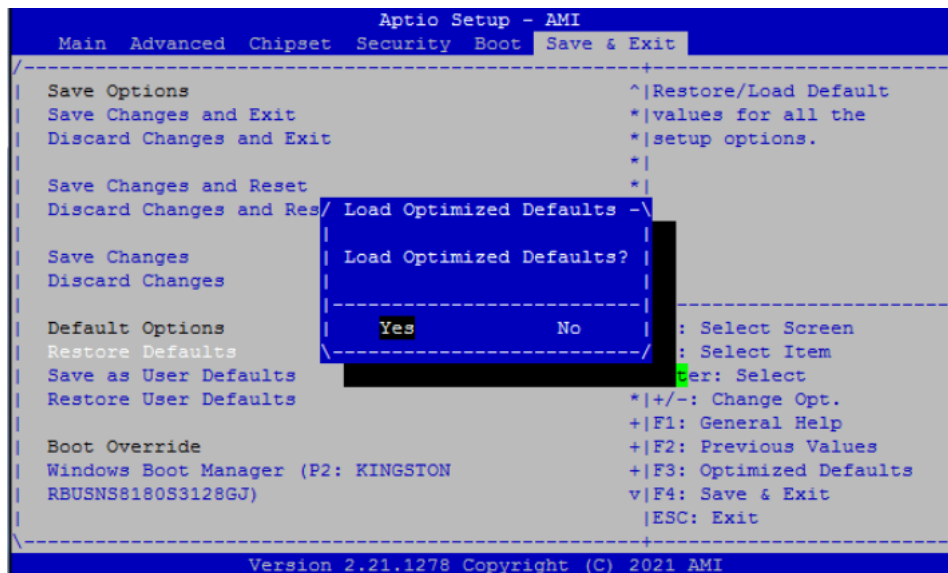 Aptio Setup - AMI
Main Advanced Chipset Security Boot Save & Exit
Save Options
Save Changes and Exit
Discard Changes and Exit
Save Changes and Reset
Discard Changes and Res
Save Changes
Discard Changes
Default Options
Restore Defaults
Save as User Defaults
Restore User Defaults
Boot Override
Windows Boot Manager (P2: KINGSTON
RBUSNS8180S3128GJ)
Load Optimized Defaults
Load Optimized Defaults?
Yes No
Restore/Load Default
values for all the
setup options.
: Select Screen
: Select Item
ter: Select
+/-: Change Opt.
F1: General Help
F2: Previous Values
F3: Optimized Defaults
F4: Save & Exit
ESC: Exit
Version 2.21.1278 Copyright (C) 2021 AMI